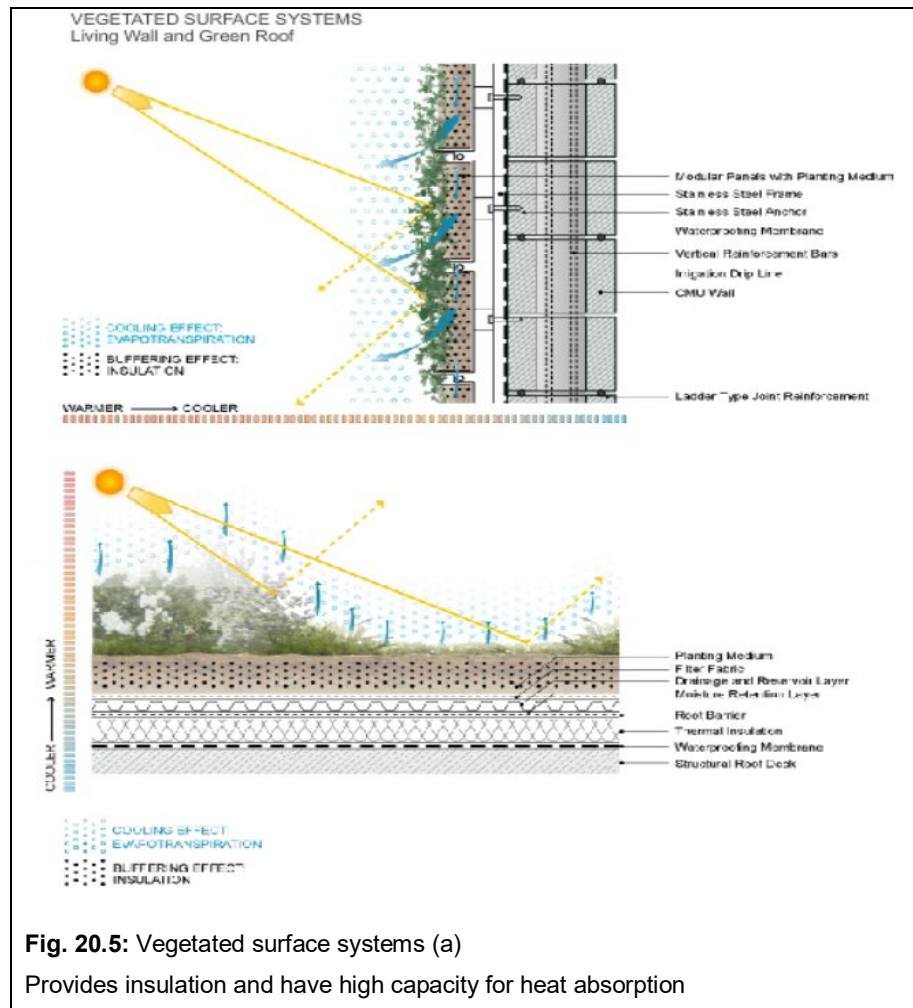 VEGETATED SURFACE SYSTEMS
Living Wall and Green Roof
Modular Panels with Planting Medium
Stainless Steel Frame
Stainless Steel Anchor
Waterproofing Membrane
Vertical Reinforcement Bars
Irrigation Drip Line
CMU Wall
Ladder Type Joint Reinforcement
COOLING EFFECT:
EVAPOTRANSPIRATION
BUFFERING EFFECT:
INSULATION
WARMER
COOLER
COOLER
WARMER
Planting Medium
Filter Fabric
Drainage and Reservoir Layer
Moisture Retention Layer
Root Barrier
Thermal Insulation
Waterproofing Membrane
Structural Roof Deck
COOLING EFFECT:
EVAPOTRANSPIRATION
BUFFERING EFFECT:
INSULATION
Fig. 20.5: Vegetated surface systems (a)
Provides insulation and have high capacity for heat absorption